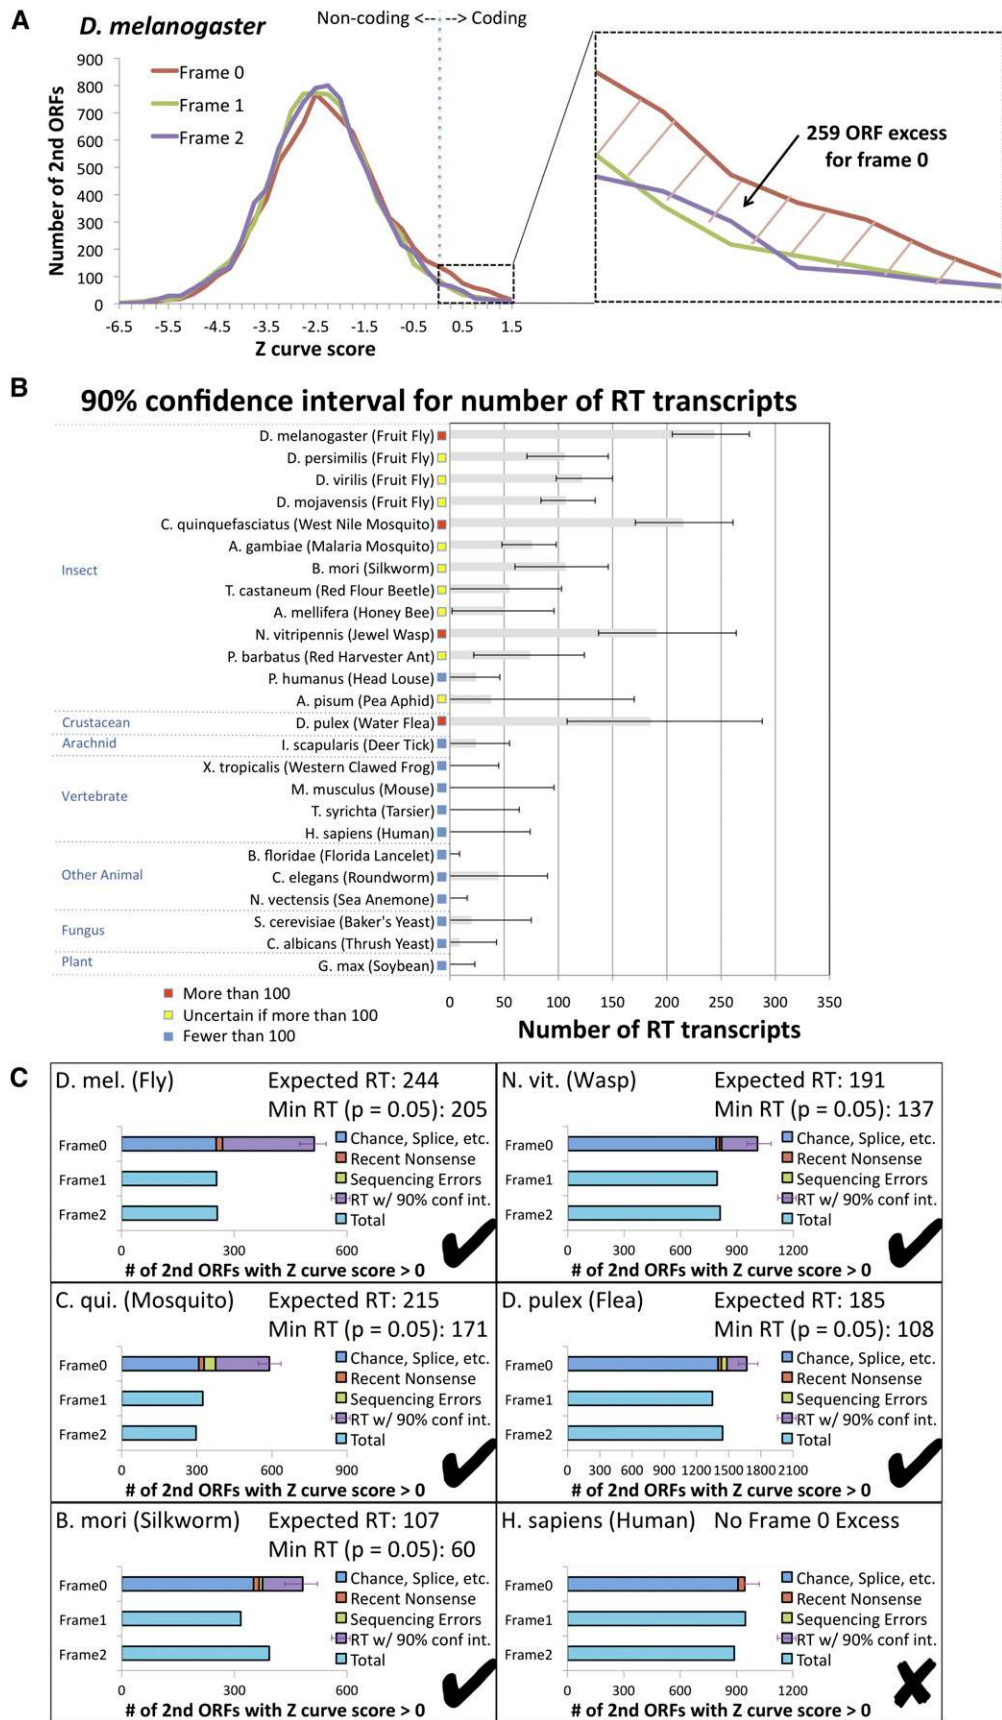 A
D. melanogaster
Non-coding <-- --> Coding
Number of 2nd ORFs
900
800
700
600
500
400
300
200
100
0
Frame 0
Frame 1
Frame 2
-6.5 -5.5 -4.5 -3.5 -2.5 -1.5 -0.5 0.5 1.5
Z curve score
259 ORF excess
for frame 0
B
90% confidence interval for number of RT transcripts
Insect
D. melanogaster (Fruit Fly)
D. persimilis (Fruit Fly)
D. virilis (Fruit Fly)
D. mojavensis (Fruit Fly)
C. quinquefasciatus (West Nile Mosquito)
A. gambiae (Malaria Mosquito)
B. mori (Silkworm)
T. castaneum (Red Flour Beetle)
A. mellifera (Honey Bee)
N. vitripennis (Jewel Wasp)
P. barbatus (Red Harvester Ant)
P. humanus (Head Louse)
A. pisum (Pea Aphid)
Crustacean
D. pulex (Water Flea)
Arachnid
I. scapularis (Deer Tick)
Vertebrate
X. tropicalis (Western Clawed Frog)
M. musculus (Mouse)
T. syrichta (Tarsier)
H. sapiens (Human)
Other Animal
B. floridae (Florida Lancelet)
C. elegans (Roundworm)
N. vectensis (Sea Anemone)
Fungus
S. cerevisiae (Baker's Yeast)
C. albicans (Thrush Yeast)
Plant
G. max (Soybean)
0 50 100 150 200 250 300 350
Number of RT transcripts
More than 100
Uncertain if more than 100
Fewer than 100
C
D. mel. (Fly) Expected RT: 244
Min RT (p = 0.05): 205
Frame0
Frame1
Frame2
Chance, Splice, etc.
Recent Nonsense
Sequencing Errors
RT w/ 90% conf int.
Total
0 300 600
# of 2nd ORFs with Z curve score > 0
N. vit. (Wasp) Expected RT: 191
Min RT (p = 0.05): 137
Frame0
Frame1
Frame2
Chance, Splice, etc.
Recent Nonsense
Sequencing Errors
RT w/ 90% conf int.
Total
0 300 600 900 1200
# of 2nd ORFs with Z curve score > 0
C. qui. (Mosquito) Expected RT: 215
Min RT (p = 0.05): 171
Frame0
Frame1
Frame2
Chance, Splice, etc.
Recent Nonsense
Sequencing Errors
RT w/ 90% conf int.
Total
0 300 600 900
# of 2nd ORFs with Z curve score > 0
D. pulex (Flea) Expected RT: 185
Min RT (p = 0.05): 108
Frame0
Frame1
Frame2
Chance, Splice, etc.
Recent Nonsense
Sequencing Errors
RT w/ 90% conf int.
Total
0 300 600 900 1200 1500 1800 2100
# of 2nd ORFs with Z curve score > 0
B. mori (Silkworm) Expected RT: 107
Min RT (p = 0.05): 60
Frame0
Frame1
Frame2
Chance, Splice, etc.
Recent Nonsense
Sequencing Errors
RT w/ 90% conf int.
Total
0 300 600
# of 2nd ORFs with Z curve score > 0
H. sapiens (Human) No Frame 0 Excess
Frame0
Frame1
Frame2
Chance, Splice, etc.
Recent Nonsense
Sequencing Errors
RT w/ 90% conf int.
Total
0 300 600 900 1200
# of 2nd ORFs with Z curve score > 0